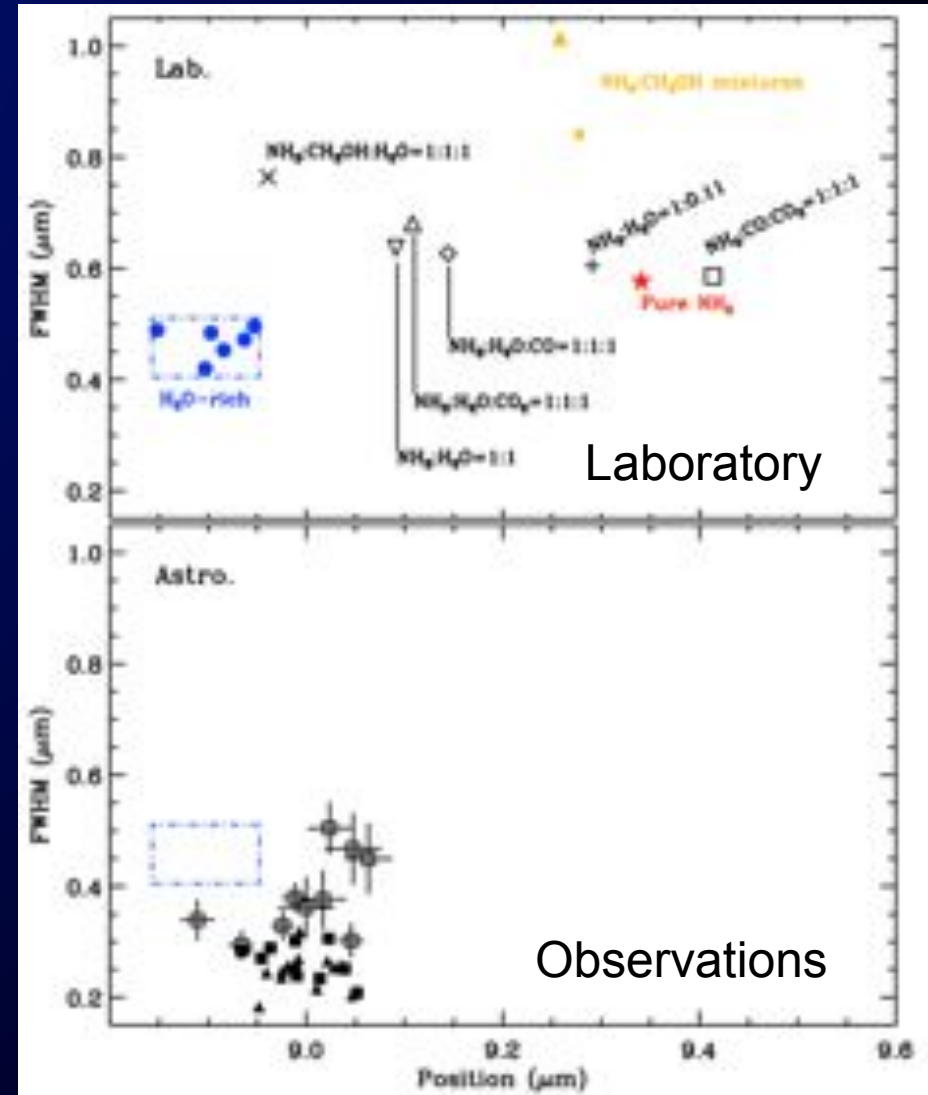 1.0
Lab.
NH₃:CH₃OH mixtures
0.8
NH₃:CH₃OH:H₂O=1:1:1
NH₃:H₂O=1:0.11
NH₃:CO:CO₂=1:1:1
FWHM (μm)
0.6
Pure NH₃
NH₃:H₂O:CO=1:1:1
0.4
H₂O-rich
NH₃:H₂O:CO₂=1:1:1
NH₃:H₂O=1:1
Laboratory
0.2
1.0
Astro.
0.8
FWHM (μm)
0.6
0.4
Observations
0.2
9.0 9.2 9.4 9.6
Position (μm)